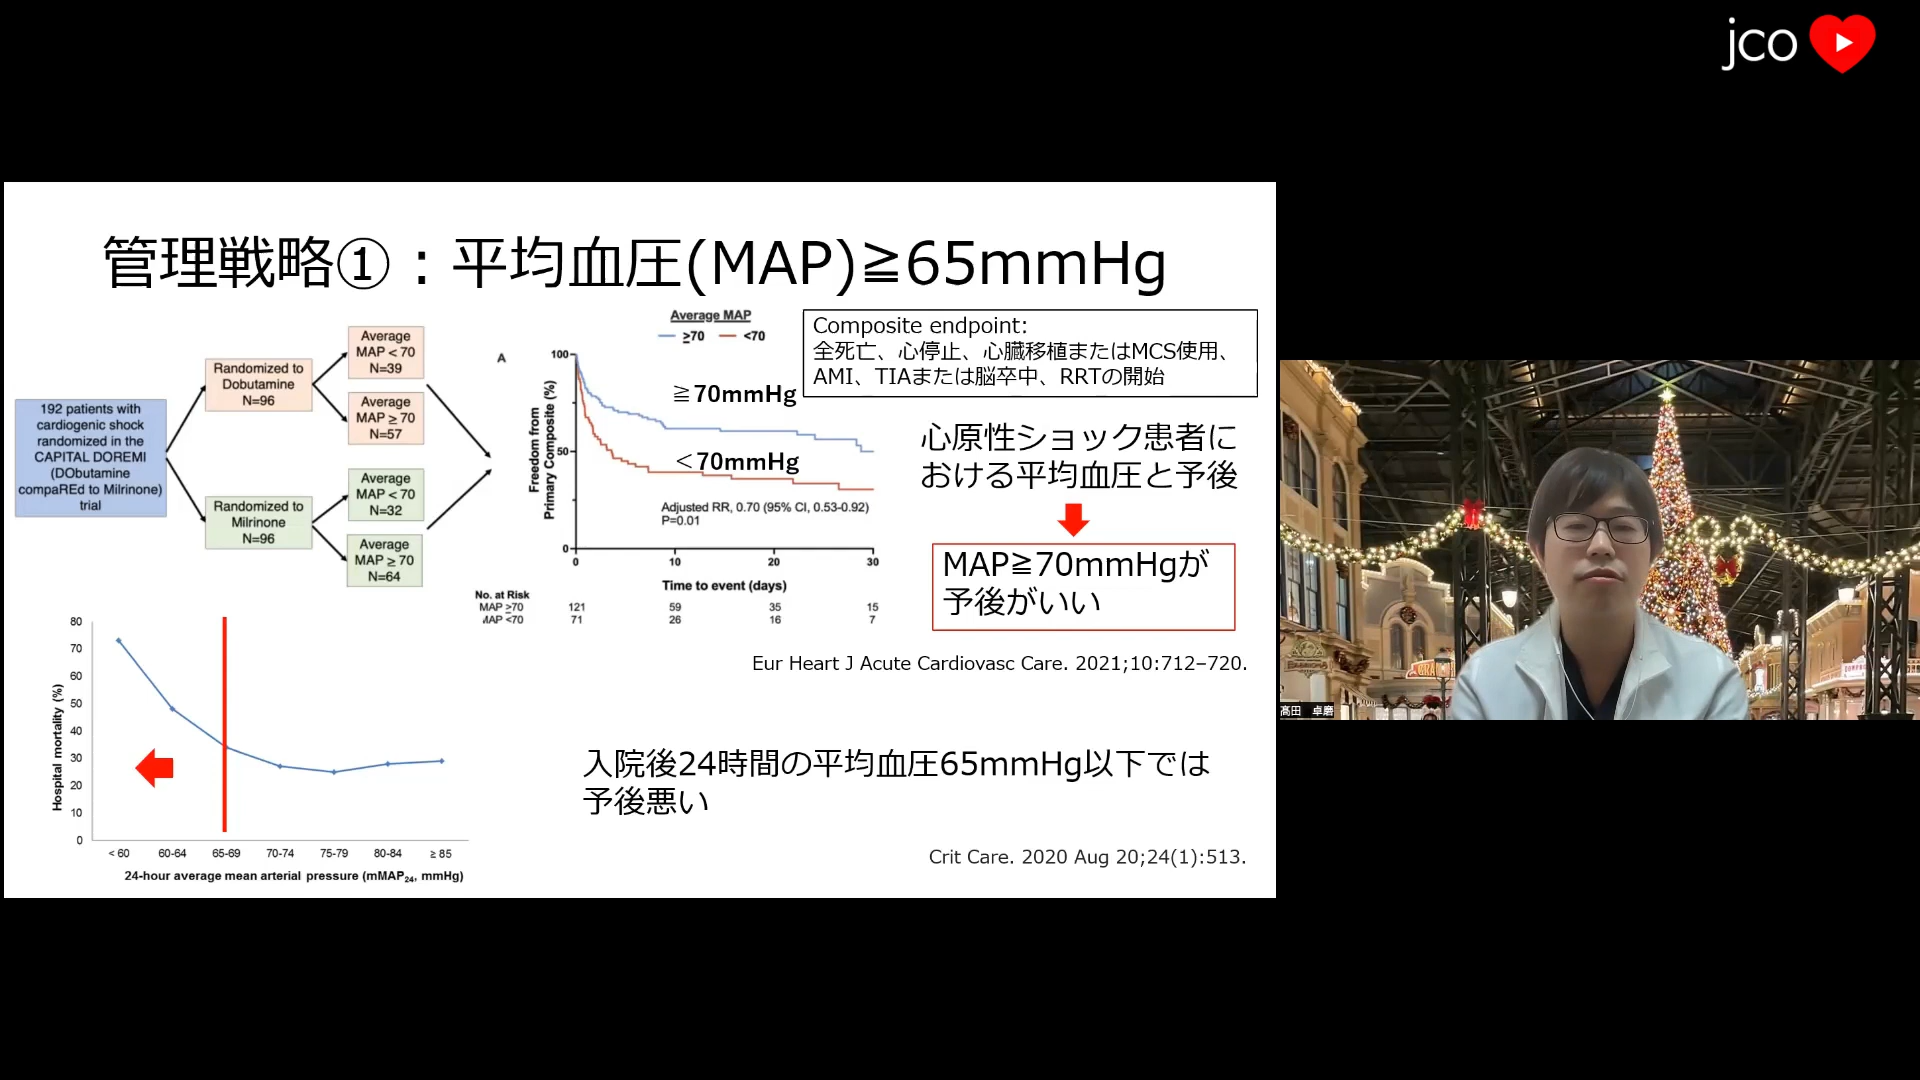 jco
管理戦略①：平均血圧(MAP)≧65mmHg
192 patients with
cardiogenic shock
randomized in the
CAPITAL DOREMI
(DObutamine
compaREd to Milrinone)
trial
Randomized to
Dobutamine
N=96
Randomized to
Milrinone
N=96
Average
MAP < 70
N=39
Average
MAP ≥ 70
N=57
Average
MAP < 70
N=32
Average
MAP ≥ 70
N=64
A
Average MAP
≥70 <70
Freedom from
Primary Composite (%)
100
50
0
≧70mmHg
＜70mmHg
Adjusted RR, 0.70 (95% CI, 0.53-0.92)
P=0.01
0 10 20 30
Time to event (days)
No. at Risk
MAP ≥70 121 59 35 15
MAP <70 71 26 16 7
Composite endpoint:
全死亡、心停止、心臓移植またはMCS使用、
AMI、TIAまたは脳卒中、RRTの開始
心原性ショック患者に
おける平均血圧と予後
MAP≧70mmHgが
予後がいい
Eur Heart J Acute Cardiovasc Care. 2021;10:712–720.
Hospital mortality (%)
80
70
60
50
40
30
20
10
0
< 60 60-64 65-69 70-74 75-79 80-84 ≥ 85
24-hour average mean arterial pressure (mMAP24, mmHg)
入院後24時間の平均血圧65mmHg以下では
予後悪い
Crit Care. 2020 Aug 20;24(1):513.
髙田 卓磨